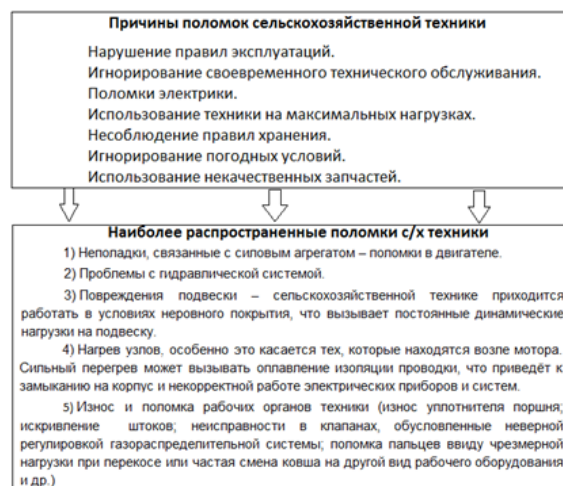 Причины поломок сельскохозяйственной техники
Нарушение правил эксплуатаций.
Игнорирование своевременного технического обслуживания.
Поломки электрики.
Использование техники на максимальных нагрузках.
Несоблюдение правил хранения.
Игнорирование погодных условий.
Использование некачественных запчастей.
Наиболее распространенные поломки с/х техники
1) Неполадки, связанные с силовым агрегатом – поломки в двигателе.
2) Проблемы с гидравлической системой.
3) Повреждения подвески – сельскохозяйственной технике приходится
работать в условиях неровного покрытия, что вызывает постоянные динамические
нагрузки на подвеску.
4) Нагрев узлов, особенно это касается тех, которые находятся возле мотора.
Сильный перегрев может вызывать оплавление изоляции проводки, что приведёт к
замыканию на корпус и некорректной работе электрических приборов и систем.
5) Износ и поломка рабочих органов техники (износ уплотнителя поршня;
искривление штоков; неисправности в клапанах, обусловленные неверной
регулировкой газораспределительной системы; поломка пальцев ввиду чрезмерной
нагрузки при перекосе или частая смена ковша на другой вид рабочего оборудования
и др.)